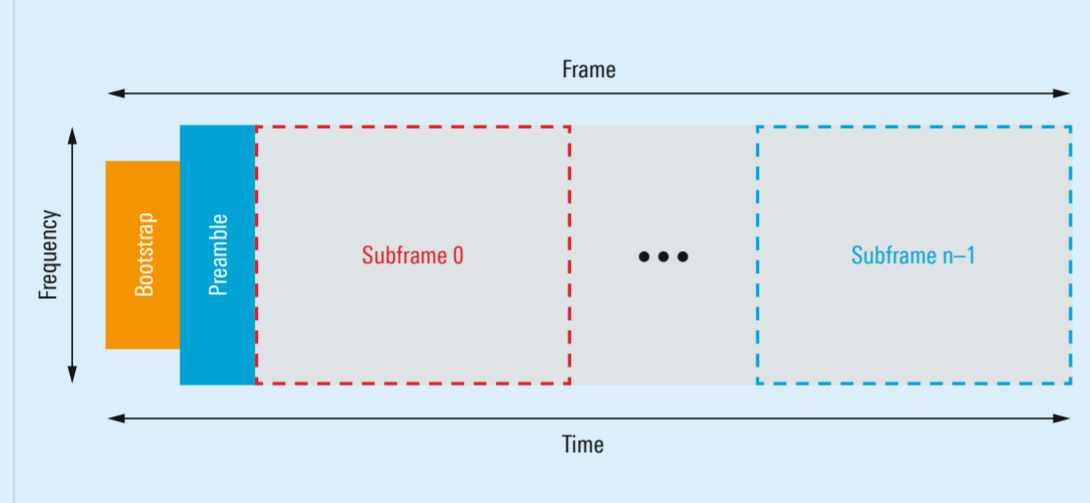 Frame
Frequency
Bootstrap
Preamble
Subframe 0
Subframe n–1
Time